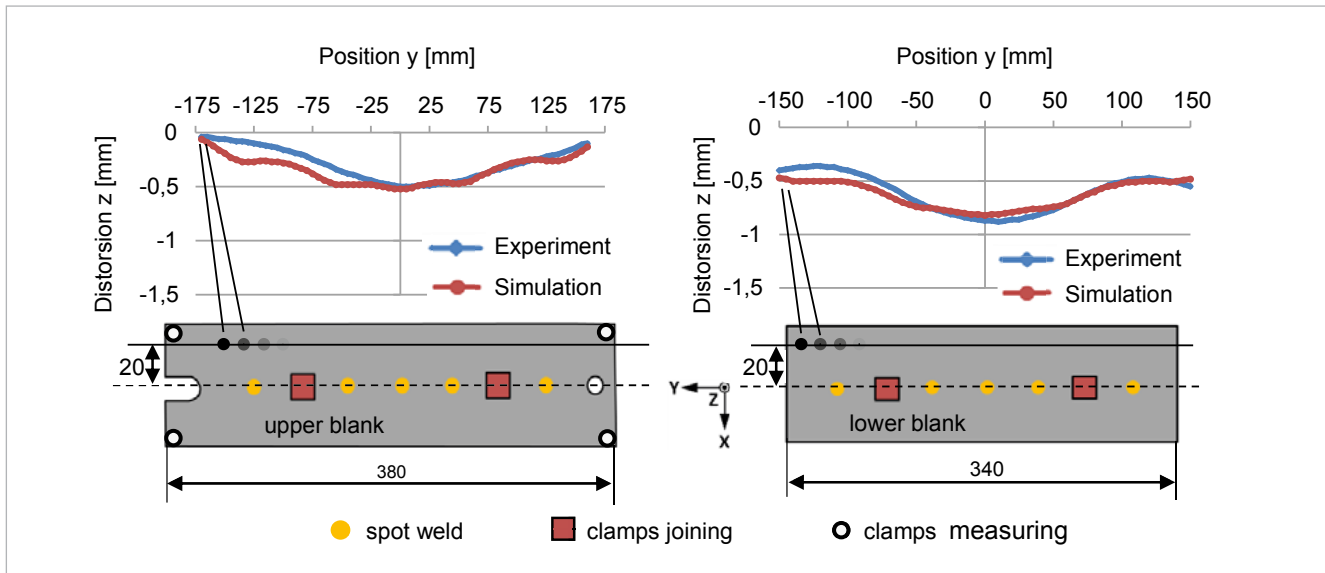 Position y [mm]
-175 -125 -75 -25 25 75 125 175
Distorsion z [mm]
0
-0,5
-1
-1,5
Experiment
Simulation
20
upper blank
380
Position y [mm]
-150 -100 -50 0 50 100 150
Distorsion z [mm]
0
-0,5
-1
-1,5
Experiment
Simulation
20
lower blank
340
Y
Z
X
spot weld clamps joining clamps measuring